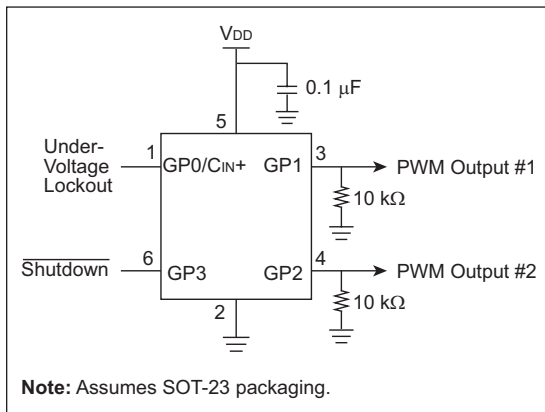 VDD
0.1 μF
5
Under-
Voltage
Lockout
1
GP0/CIN+
GP1
3
PWM Output #1
10 kΩ
Shutdown
6
GP3
GP2
4
PWM Output #2
2
10 kΩ
Note: Assumes SOT-23 packaging.